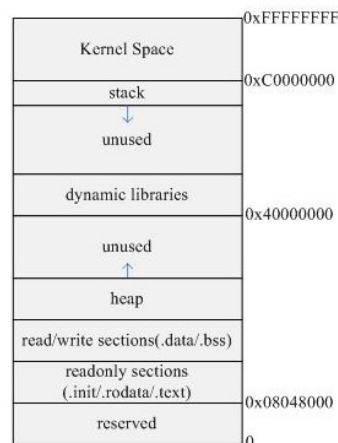 0xFFFFFFFF
Kernel Space
0xC0000000
stack
unused
dynamic libraries
0x40000000
unused
heap
read/write sections(.data/.bss)
readonly sections
(.init/.rodata/.text)
0x08048000
reserved
0